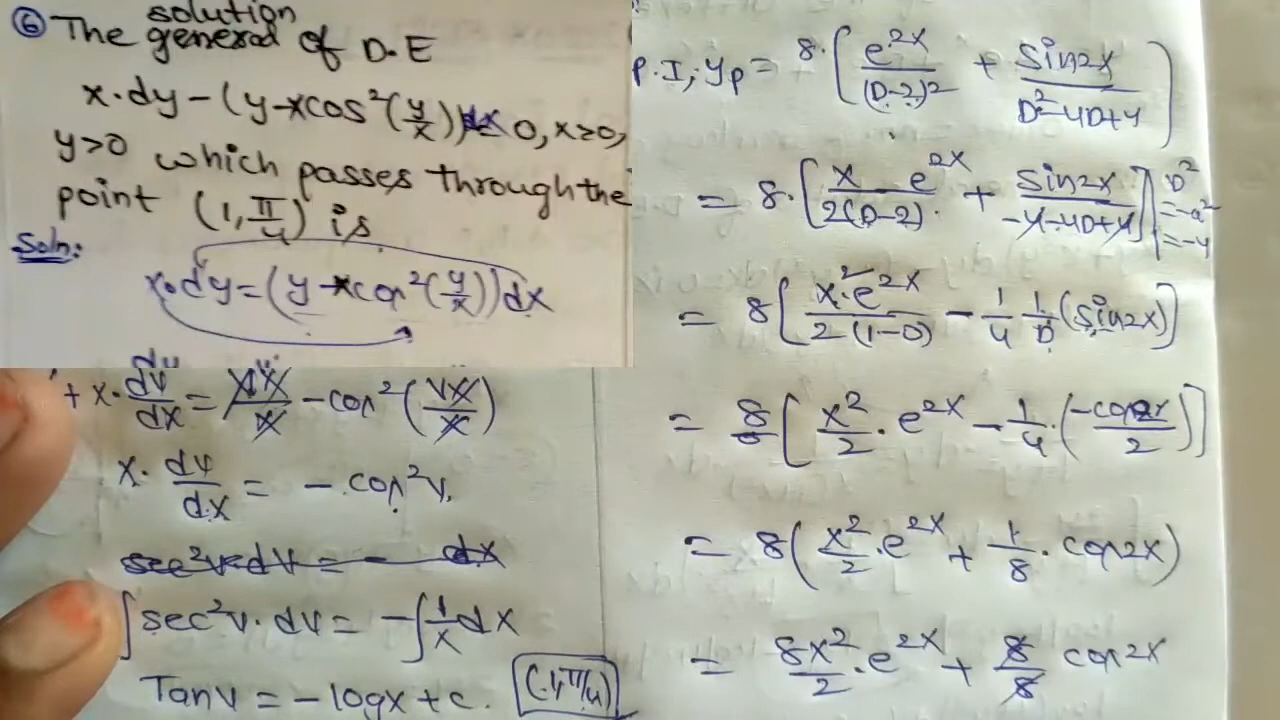 ⑥ The general solution of D.E
x.dy-(y-xcos²(y/x))dx=0, x>0,
y>0 which passes through the
point (1, π/4) is
Soln:
x.dy=(y-xcos²(y/x))dx
+ x.dv/dx = vx/x - cos²(vx/x)
x. dv/dx = - cos²v.
sec²v dv = - dx
∫sec²v. dv = -∫1/x dx
Tan v = -logx + c. (1, π/4)
P.I, yp = 8.[e^2x/(D-2)² + sin2x/(D²-4D+4)]
= 8.[x e^2x/2(D-2) + sin2x/(-4-4D+4)] D² = -a² = -4
= 8[x².e^2x/2(1-0) - 1/4 1/D (sin2x)]
= 8[x²/2 . e^2x - 1/4 .(-cos2x/2)]
= 8(x²/2 .e^2x + 1/8 . cos2x)
= 8x²/2 .e^2x + 8/8 cos2x